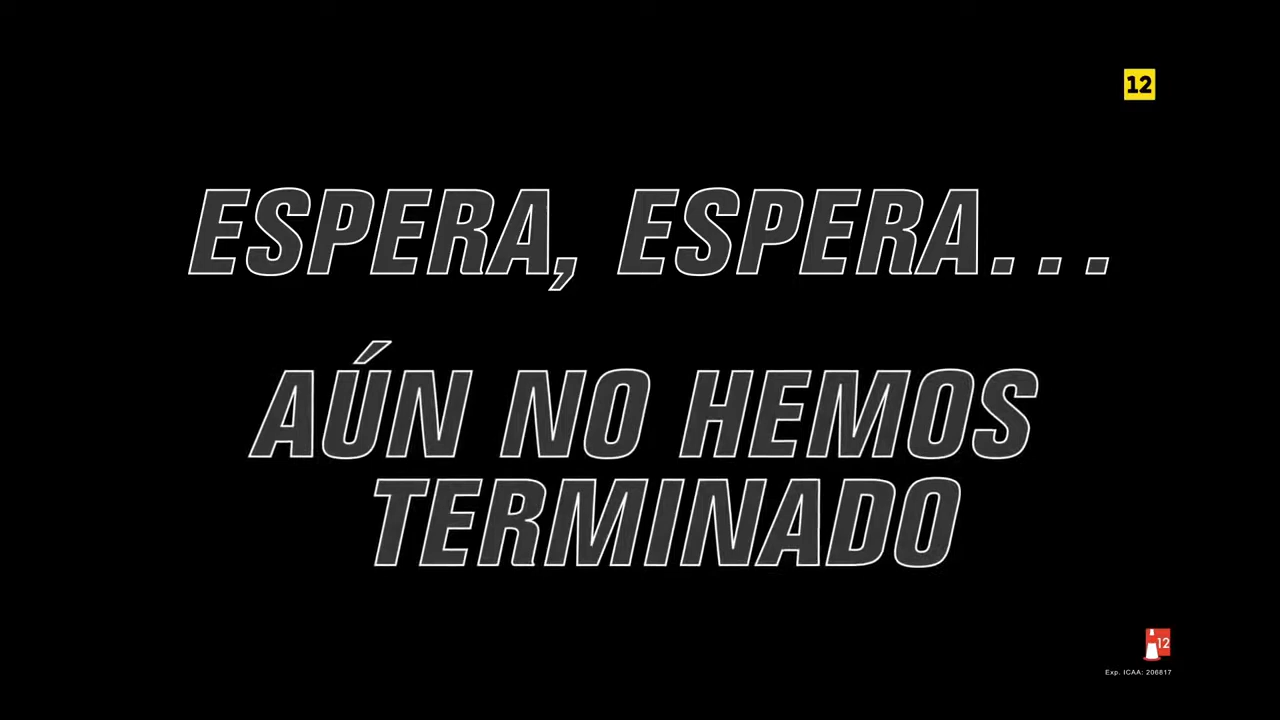 12
ESPERA, ESPERA...
AÚN NO HEMOS
TERMINADO
12
Exp. ICAA: 206817